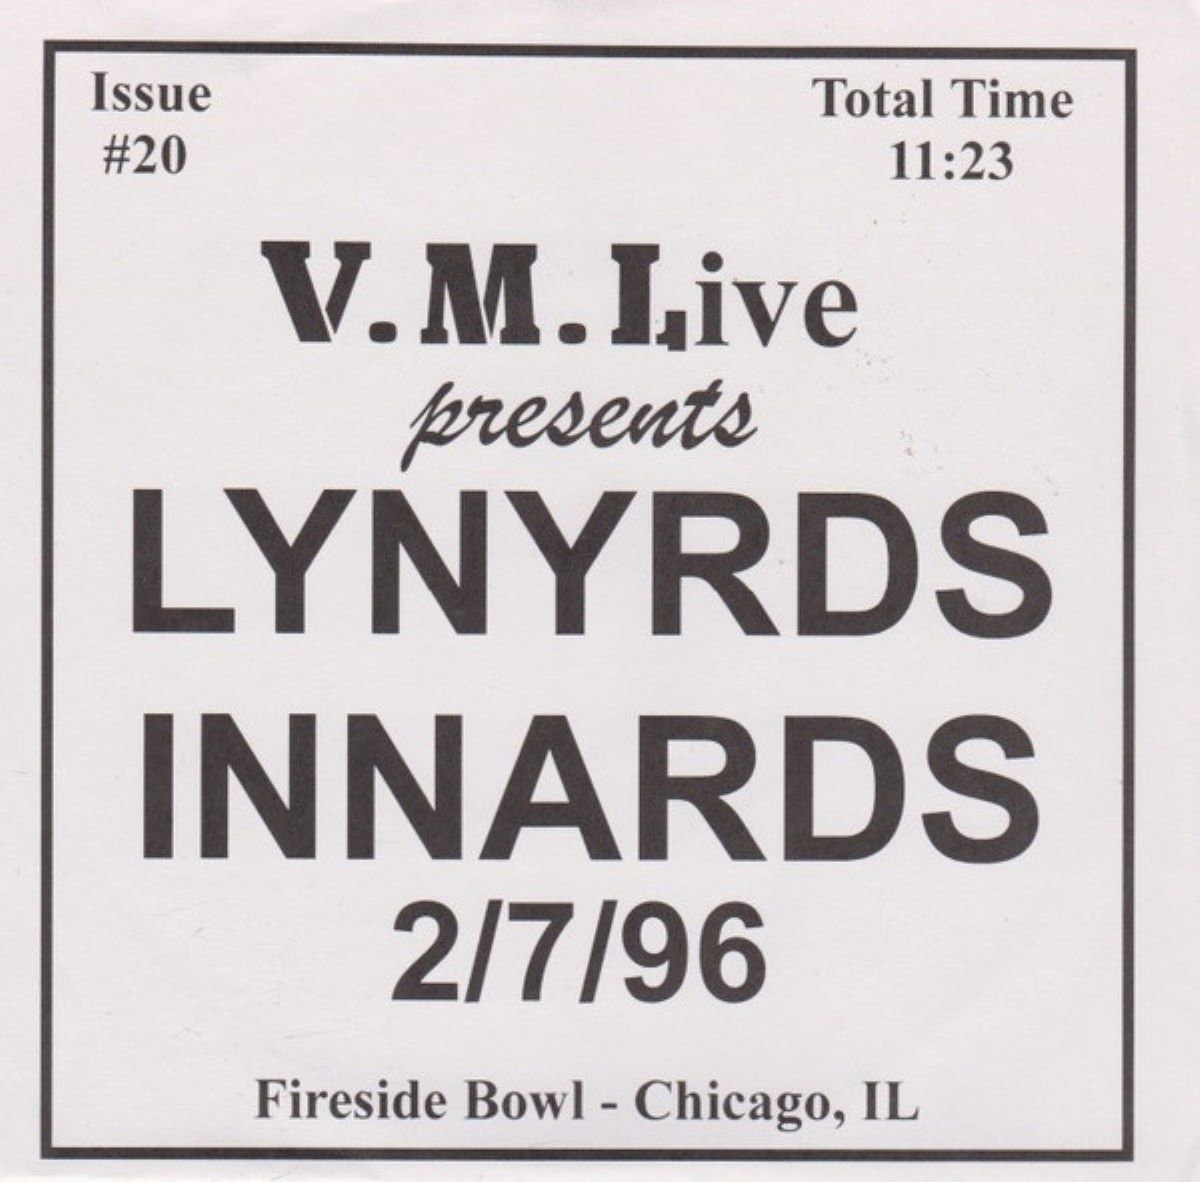 Issue
#20
Total Time
11:23
V.M.Live
presents
LYNYRDS
INNARDS
2/7/96
Fireside Bowl - Chicago, IL